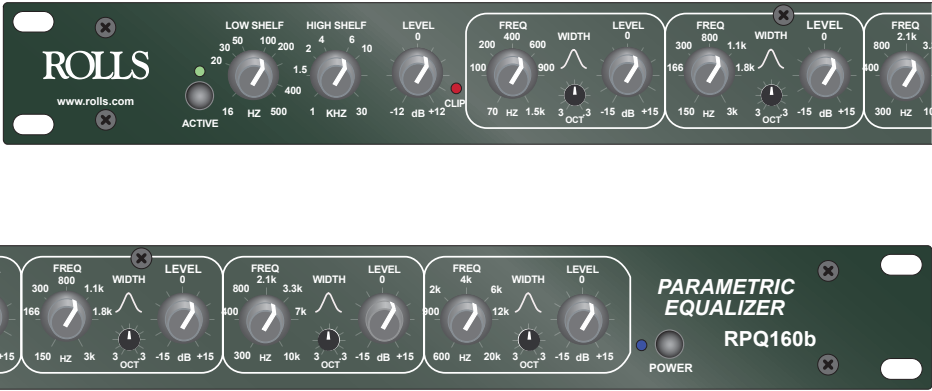 LOW SHELF HIGH SHELF LEVEL
20 30 50 100 200 400
16 HZ 500
1.5 2 4 6 10
1 KHZ 30
0
-12 dB +12
ROLLS
www.rolls.com
ACTIVE
CLIP
FREQ WIDTH LEVEL
100 200 400 600 900
70 HZ 1.5k
3 .3
OCT
0
-15 dB +15
FREQ WIDTH LEVEL
166 300 800 1.1k 1.8k
150 HZ 3k
3 .3
OCT
0
-15 dB +15
FREQ
400 800 2.1k
300 HZ
+15
FREQ WIDTH LEVEL
166 300 800 1.1k 1.8k
150 HZ 3k
3 .3
OCT
0
-15 dB +15
FREQ WIDTH LEVEL
400 800 2.1k 3.3k 7k
300 HZ 10k
3 .3
OCT
0
-15 dB +15
FREQ WIDTH LEVEL
900 2k 4k 6k 12k
600 HZ 20k
3 .3
OCT
0
-15 dB +15
PARAMETRIC
EQUALIZER
RPQ160b
POWER